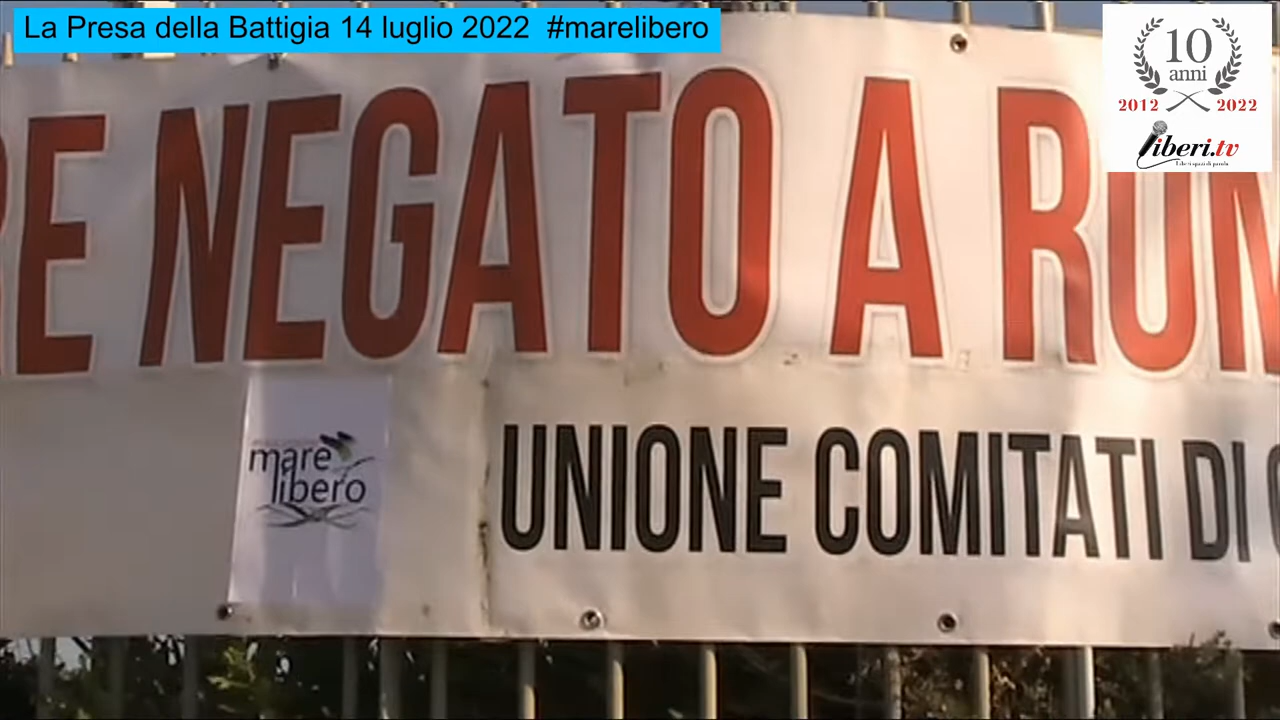 La Presa della Battigia 14 luglio 2022 #marelibero
10
anni
2012 2022
liberi.tv
RE NEGATO A ROM
mare
libero
UNIONE COMITATI DI